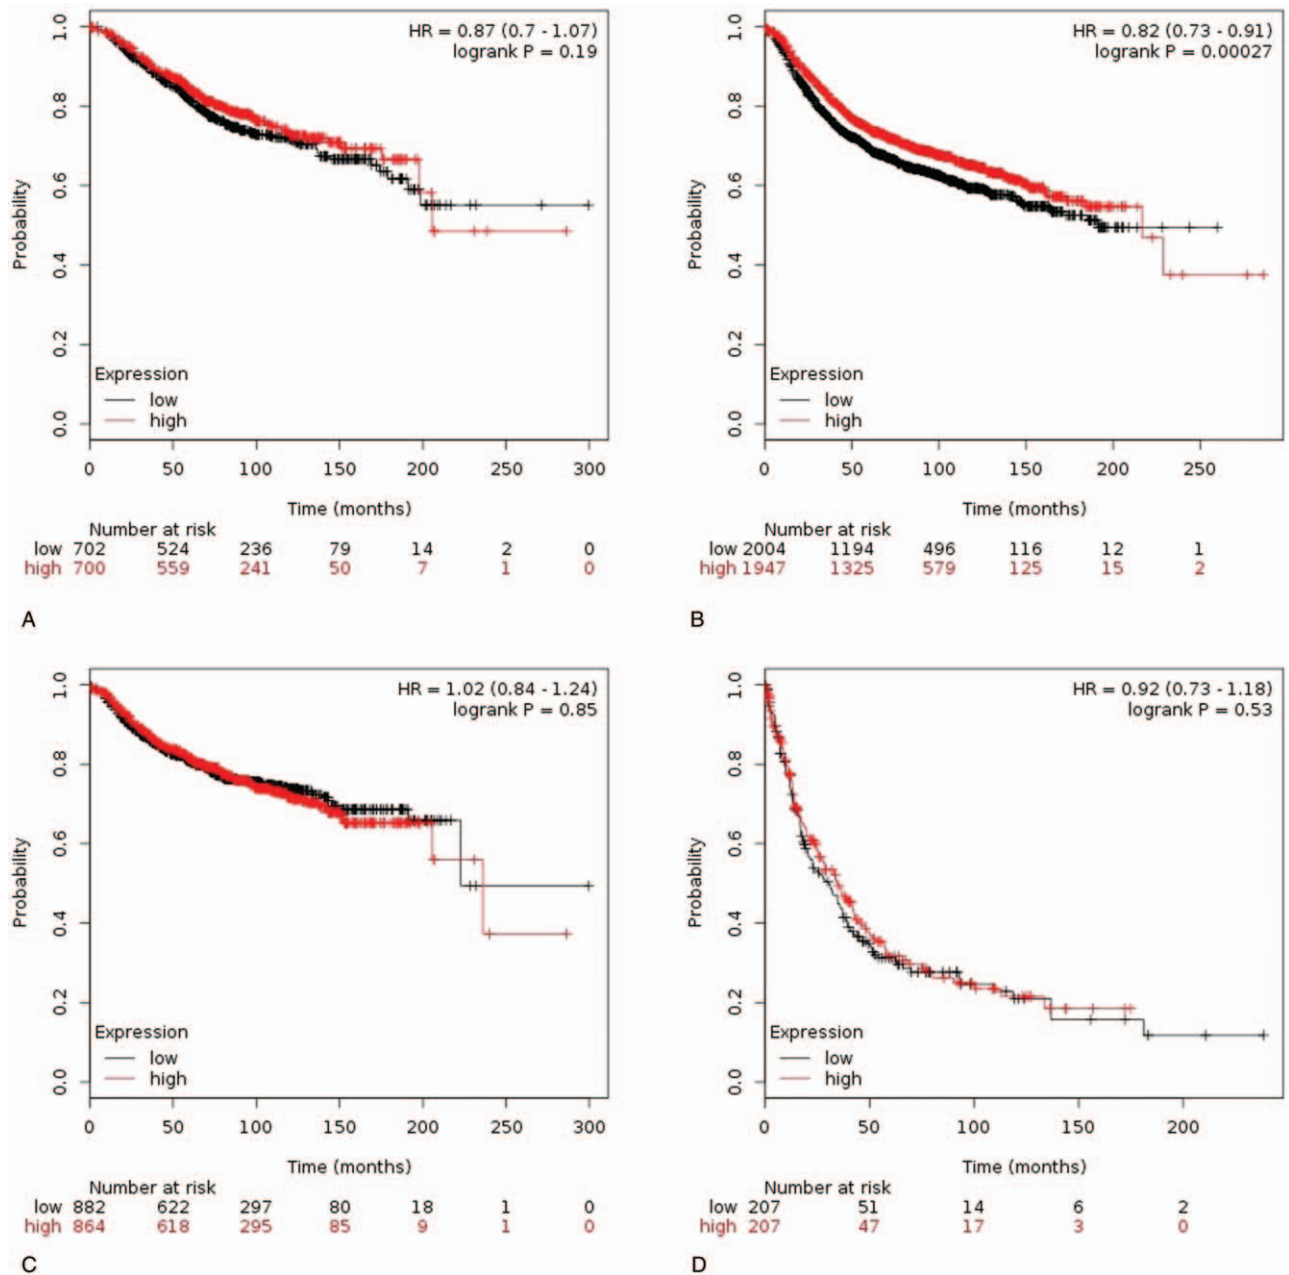 HR = 0.87 (0.7 - 1.07)
logrank P = 0.19
Probability
0.0 0.2 0.4 0.6 0.8 1.0
Expression
low
high
0 50 100 150 200 250 300
Time (months)
Number at risk
low 702 524 236 79 14 2 0
high 700 559 241 50 7 1 0
A
HR = 0.82 (0.73 - 0.91)
logrank P = 0.00027
Probability
0.0 0.2 0.4 0.6 0.8 1.0
Expression
low
high
0 50 100 150 200 250
Time (months)
Number at risk
low 2004 1194 496 116 12 1
high 1947 1325 579 125 15 2
B
HR = 1.02 (0.84 - 1.24)
logrank P = 0.85
Probability
0.0 0.2 0.4 0.6 0.8 1.0
Expression
low
high
0 50 100 150 200 250 300
Time (months)
Number at risk
low 882 622 297 80 18 1 0
high 864 618 295 85 9 1 0
C
HR = 0.92 (0.73 - 1.18)
logrank P = 0.53
Probability
0.0 0.2 0.4 0.6 0.8 1.0
Expression
low
high
0 50 100 150 200
Time (months)
Number at risk
low 207 51 14 6 2
high 207 47 17 3 0
D